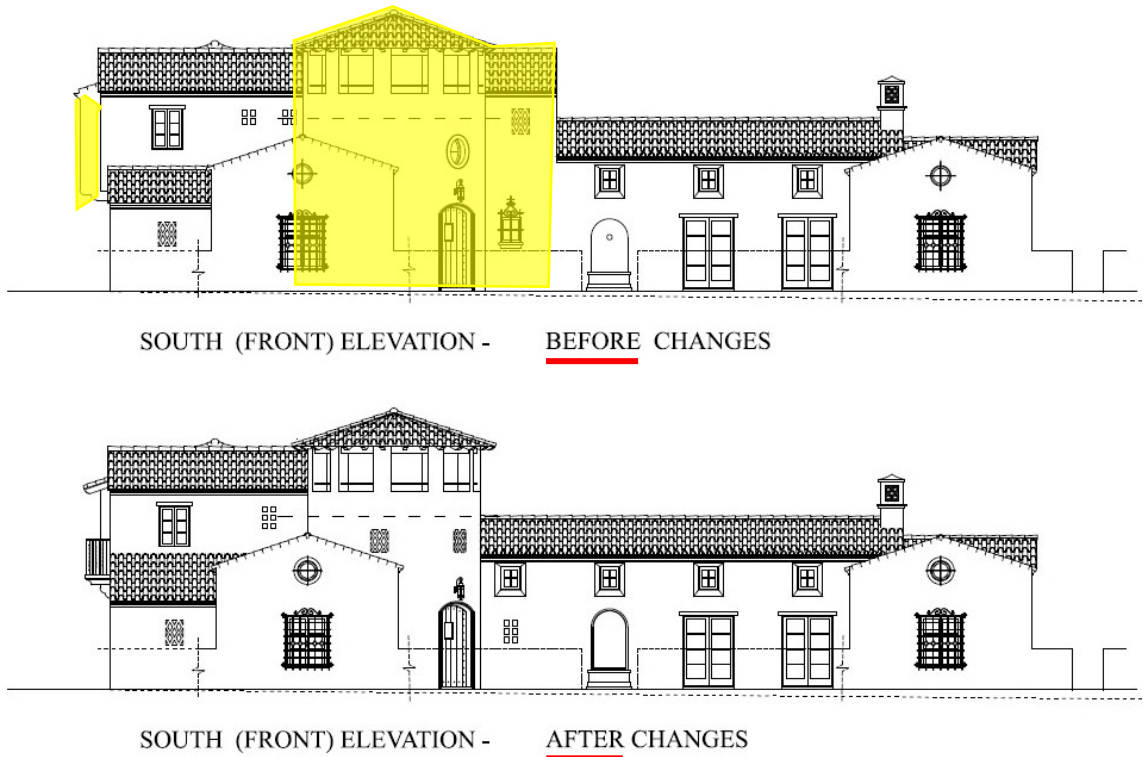 SOUTH (FRONT) ELEVATION - BEFORE CHANGES
SOUTH (FRONT) ELEVATION - AFTER CHANGES